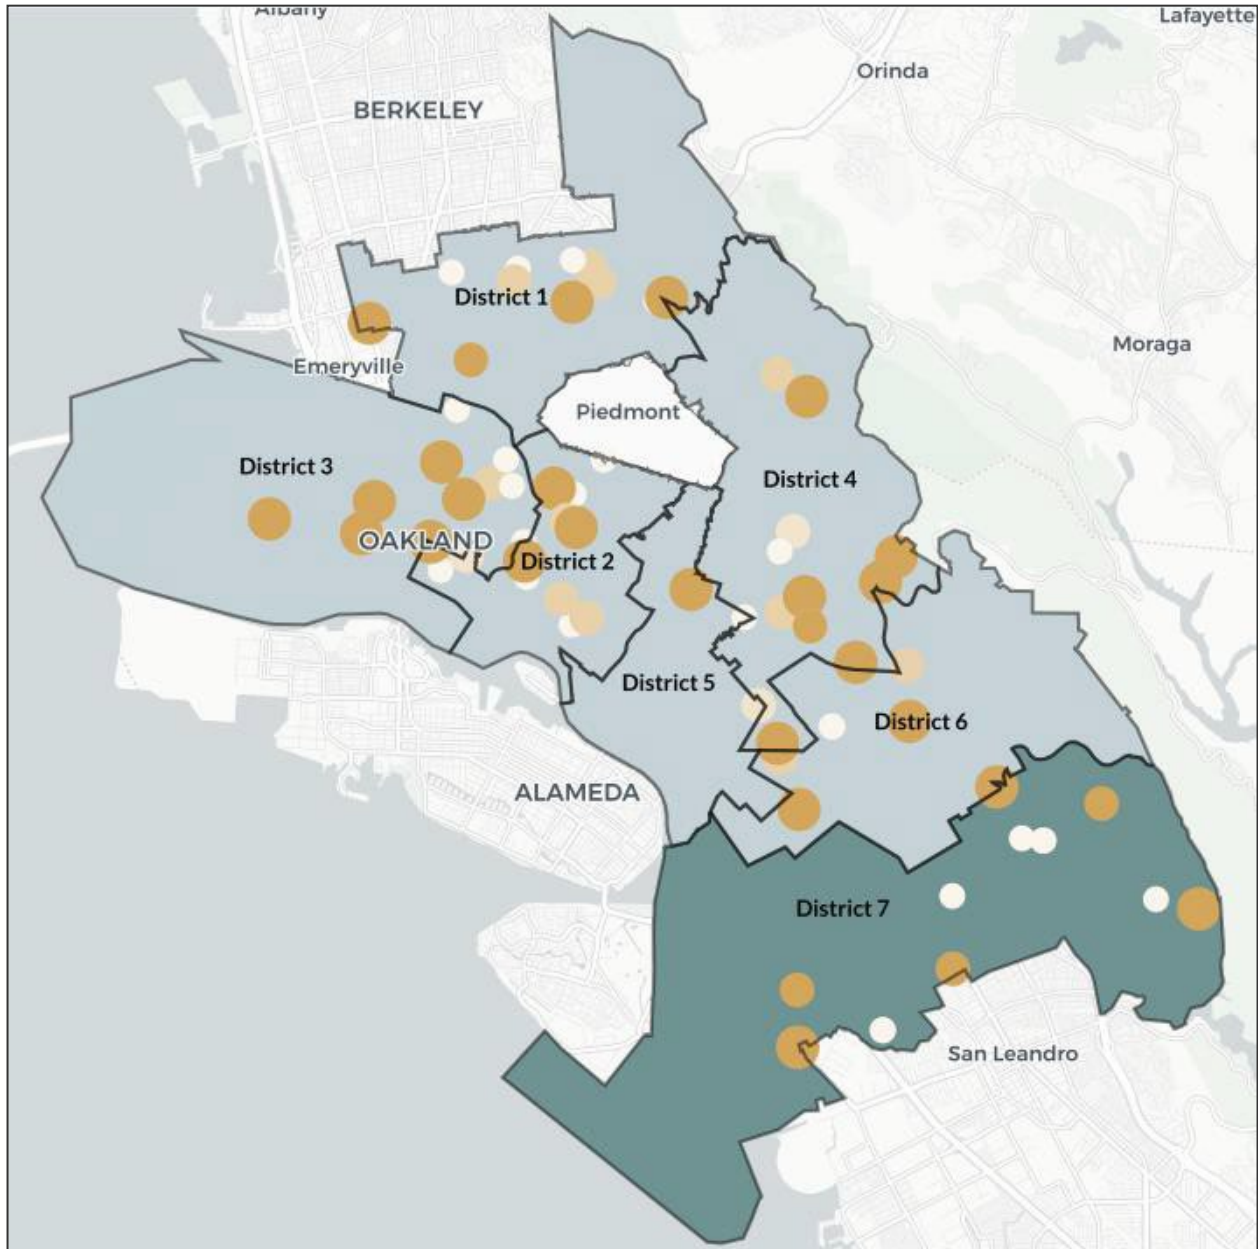 Albany
Lafayette
Orinda
BERKELEY
District 1
Moraga
Emeryville
Piedmont
District 3
District 4
OAKLAND
District 2
District 5
District 6
ALAMEDA
District 7
San Leandro